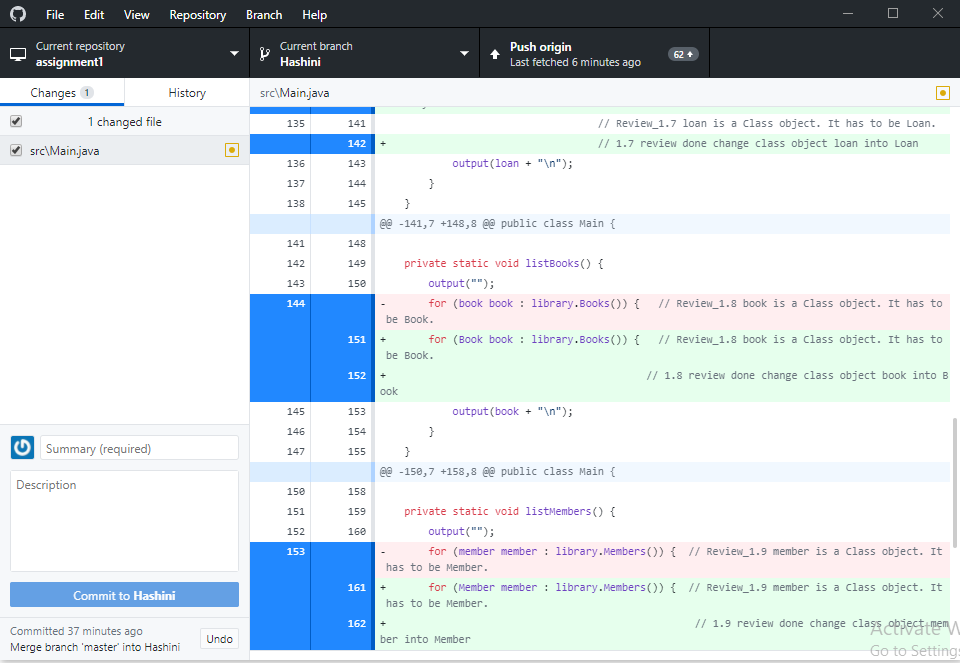 File Edit View Repository Branch Help
Current repository
assignment1
Current branch
Hashini
Push origin
Last fetched 6 minutes ago
62
Changes 1
History
src\Main.java
1 changed file
src\Main.java
135 141 // Review_1.7 loan is a Class object. It has to be Loan.
142 + // 1.7 review done change class object loan into Loan
136 143 output(loan + "\n");
137 144 }
138 145 }
@@ -141,7 +148,8 @@ public class Main {
141 148
142 149 private static void listBooks() {
143 150 output("");
144 - for (book book : library.Books()) { // Review_1.8 book is a Class object. It has to
be Book.
151 + for (Book book : library.Books()) { // Review_1.8 book is a Class object. It has to
be Book.
152 + // 1.8 review done change class object book into B
ook
145 153 output(book + "\n");
146 154 }
147 155 }
@@ -150,7 +158,8 @@ public class Main {
150 158
151 159 private static void listMembers() {
152 160 output("");
153 - for (member member : library.Members()) { // Review_1.9 member is a Class object. It
has to be Member.
161 + for (Member member : library.Members()) { // Review_1.9 member is a Class object. It
has to be Member.
162 + // 1.9 review done change class object mem
ber into Member
Summary (required)
Description
Commit to Hashini
Committed 37 minutes ago
Merge branch 'master' into Hashini
Undo
Activate W
Go to Settings